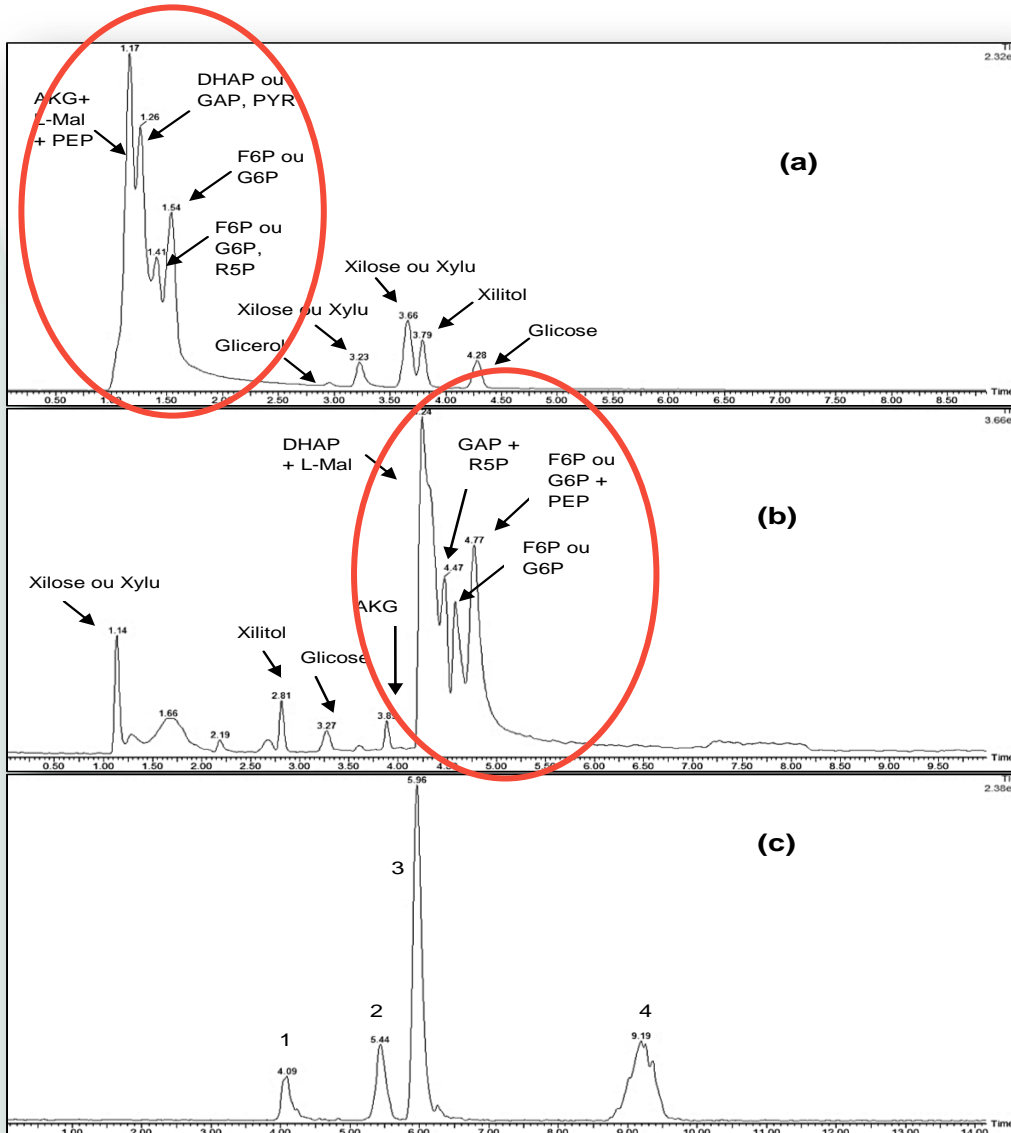 TI
2.32e
1.17
AKG+
L-Mal
+ PEP
1.26
DHAP ou
GAP, PYR
(a)
F6P ou
G6P
1.54
1.41
F6P ou
G6P,
R5P
Xilose ou Xylu
Xilitol
Xilose ou Xylu
3.66
3.79
Glicerol
3.23
Glicose
4.28
0.50 1.50 2.00 2.50 3.00 3.50 4.00 4.50 5.00 5.50 6.00 6.50 7.00 7.50 8.00 8.50 Time
3.66e
DHAP
+ L-Mal
GAP +
R5P
F6P ou
G6P +
PEP
(b)
4.77
F6P ou
G6P
4.47
Xilose ou Xylu
AKG
1.14
Xilitol
Glicose
2.81
1.66
2.19
3.27
0.50 1.00 1.50 2.00 2.50 3.00 3.50 4.00 5.00 6.00 6.50 7.00 7.50 8.00 8.50 9.00 9.50 Time
2.38e
5.96
(c)
3
1
2
4
4.09
5.44
9.19
1.00 2.00 3.00 4.00 5.00 6.00 7.00 8.00 9.00 10.00 11.00 12.00 13.00 14.00
Time